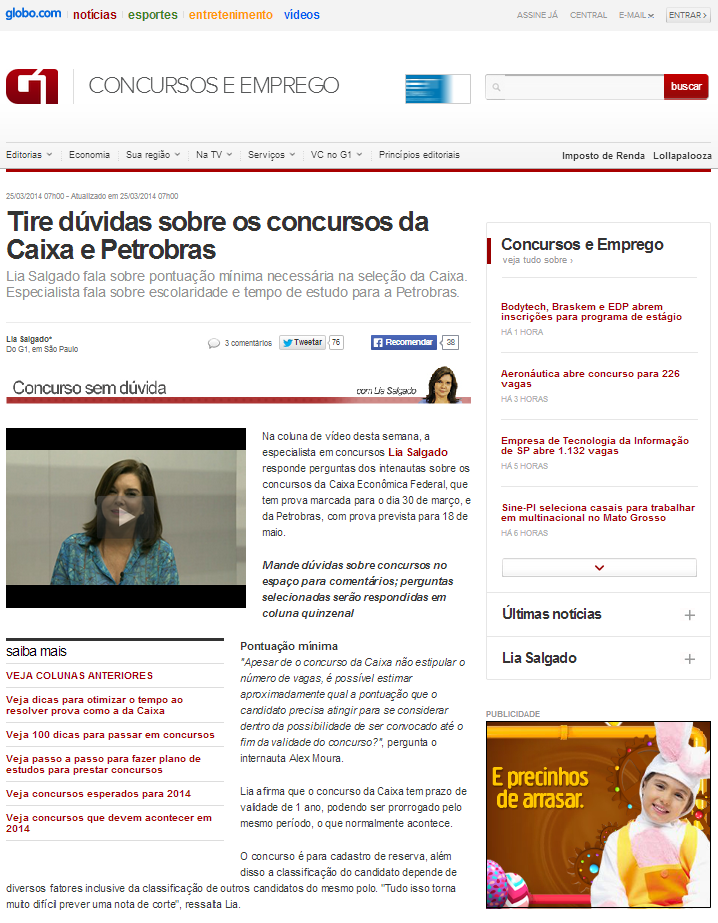 globo.com notícias esportes entretenimento vídeos ASSINE JÁ CENTRAL E-MAIL ENTRAR
G1 CONCURSOS E EMPREGO buscar
Editorias Economia Sua região Na TV Serviços VC no G1 Princípios editoriais Imposto de Renda Lollapalooza
25/03/2014 07h00 - Atualizado em 25/03/2014 07h00
Tire dúvidas sobre os concursos da
Caixa e Petrobras
Lia Salgado fala sobre pontuação mínima necessária na seleção da Caixa.
Especialista fala sobre escolaridade e tempo de estudo para a Petrobras.
Lia Salgado*
Do G1, em São Paulo
3 comentários Tweetar 76 Recomendar 38
Concurso sem dúvida com Lia Salgado
Na coluna de vídeo desta semana, a
especialista em concursos Lia Salgado
responde perguntas dos intenautas sobre os
concursos da Caixa Econômica Federal, que
tem prova marcada para o dia 30 de março, e
da Petrobras, com prova prevista para 18 de
maio.
Mande dúvidas sobre concursos no
espaço para comentários; perguntas
selecionadas serão respondidas em
coluna quinzenal
saiba mais
VEJA COLUNAS ANTERIORES
Veja dicas para otimizar o tempo ao
resolver prova como a da Caixa
Veja 100 dicas para passar em concursos
Veja passo a passo para fazer plano de
estudos para prestar concursos
Veja concursos esperados para 2014
Veja concursos que devem acontecer em
2014
Pontuação mínima
"Apesar de o concurso da Caixa não estipular o
número de vagas, é possível estimar
aproximadamente qual a pontuação que o
candidato precisa atingir para se considerar
dentro da possibilidade de ser convocado até o
fim da validade do concurso?", pergunta o
internauta Alex Moura.
Lia afirma que o concurso da Caixa tem prazo de
validade de 1 ano, podendo ser prorrogado pelo
mesmo período, o que normalmente acontece.
O concurso é para cadastro de reserva, além
disso a classificação do candidato depende de
diversos fatores inclusive da classificação de outros candidatos do mesmo polo. "Tudo isso torna
muito difícil prever uma nota de corte", ressalta Lia.
Concursos e Emprego
veja tudo sobre ›
Bodytech, Braskem e EDP abrem
inscrições para programa de estágio
HÁ 1 HORA
Aeronáutica abre concurso para 226
vagas
HÁ 3 HORAS
Empresa de Tecnologia da Informação
de SP abre 1.132 vagas
HÁ 5 HORAS
Sine-PI seleciona casais para trabalhar
em multinacional no Mato Grosso
HÁ 6 HORAS
Últimas notícias +
Lia Salgado +
PUBLICIDADE
E precinhos
de arrasar.